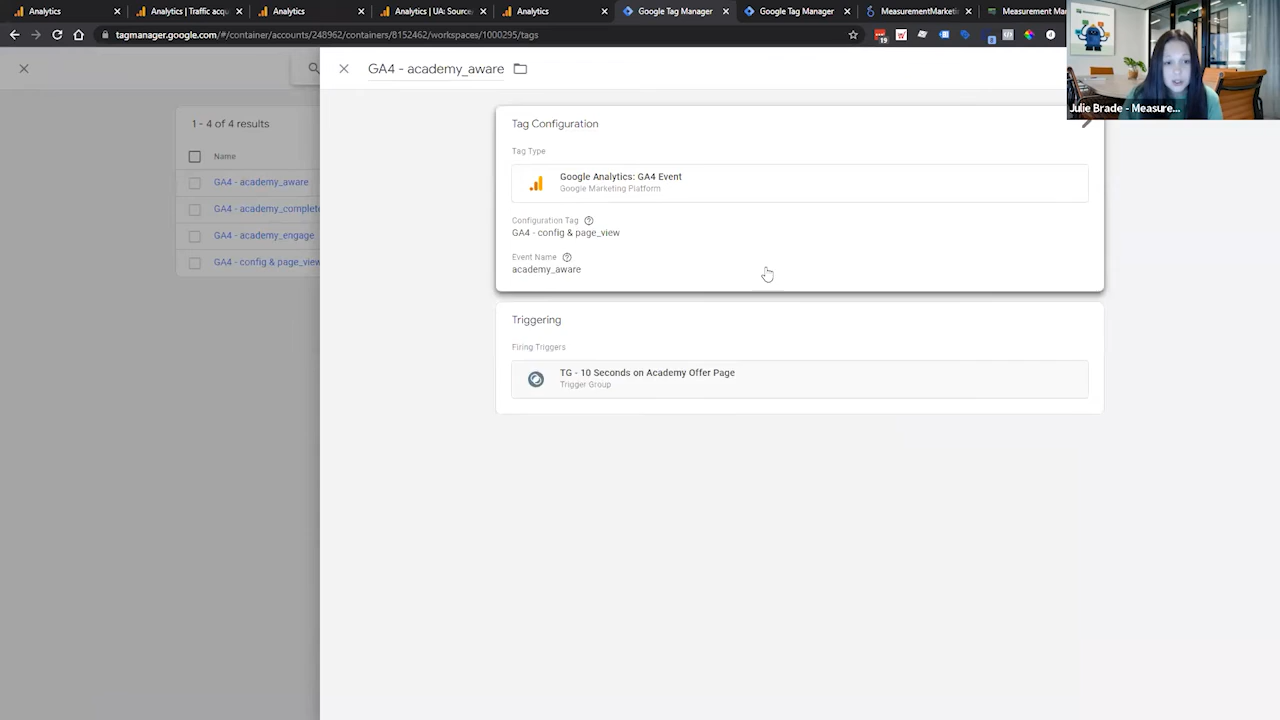 Analytics
Analytics | Traffic acqu
Analytics
Analytics | UA: Source
Analytics
Google Tag Manager
Google Tag Manager
MeasurementMarketi
Measurement Mar
tagmanager.google.com/#/container/accounts/248962/containers/8152462/workspaces/1000295/tags
19
Julie Brade - Measure...
GA4 - academy_aware
1 - 4 of 4 results
Name
GA4 - academy_aware
GA4 - academy_complete
GA4 - academy_engage
GA4 - config & page_view
Tag Configuration
Tag Type
Google Analytics: GA4 Event
Google Marketing Platform
Configuration Tag
GA4 - config & page_view
Event Name
academy_aware
Triggering
Firing Triggers
TG - 10 Seconds on Academy Offer Page
Trigger Group